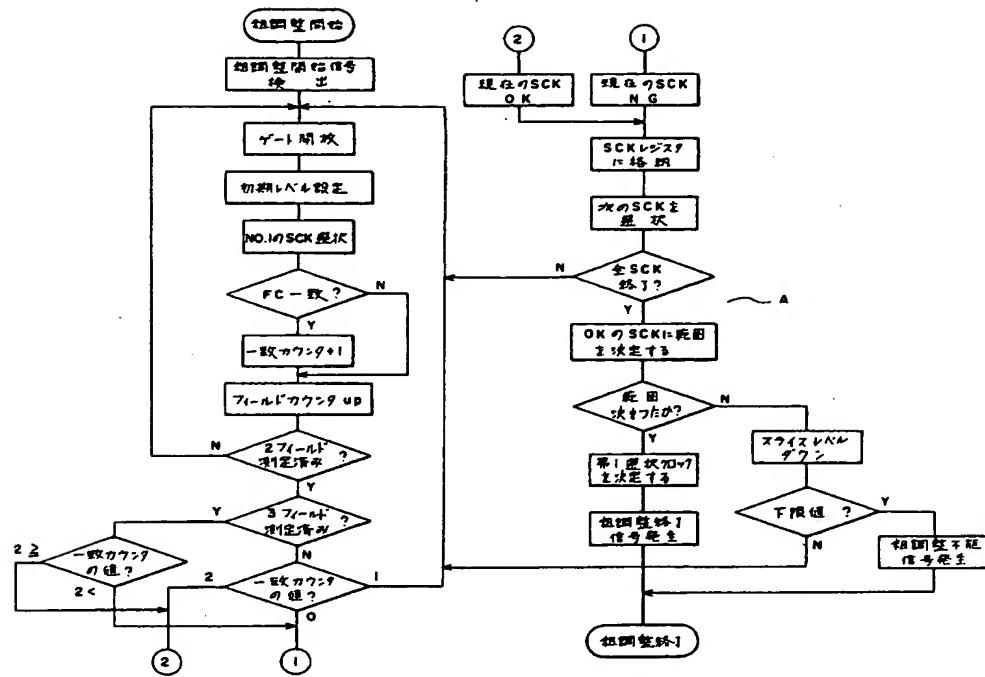 粗調整開始
粗調整開始信号
検出
ゲート開放
初期レベル設定
NO.1のSCK選択
FC一致?
N
Y
一致カウンタ+1
フィールドカウンタup
2フィールド
測定済み?
N
Y
3フィールド
測定済み?
Y
N
一致カウンタ
の値?
2≧
2<
一致カウンタ
の値?
2
1
0
2
1
2
1
現在のSCK
OK
現在のSCK
NG
SCKレジスタ
に格納
次のSCKを
選択
全SCK
終了?
N
Y
A
OKのSCKに範囲
を決定する
範囲
決まったか?
N
Y
スライスレベル
ダウン
第1選択クロック
を決定する
下限値?
Y
N
粗調整終了
信号発生
粗調整不能
信号発生
粗調整終了